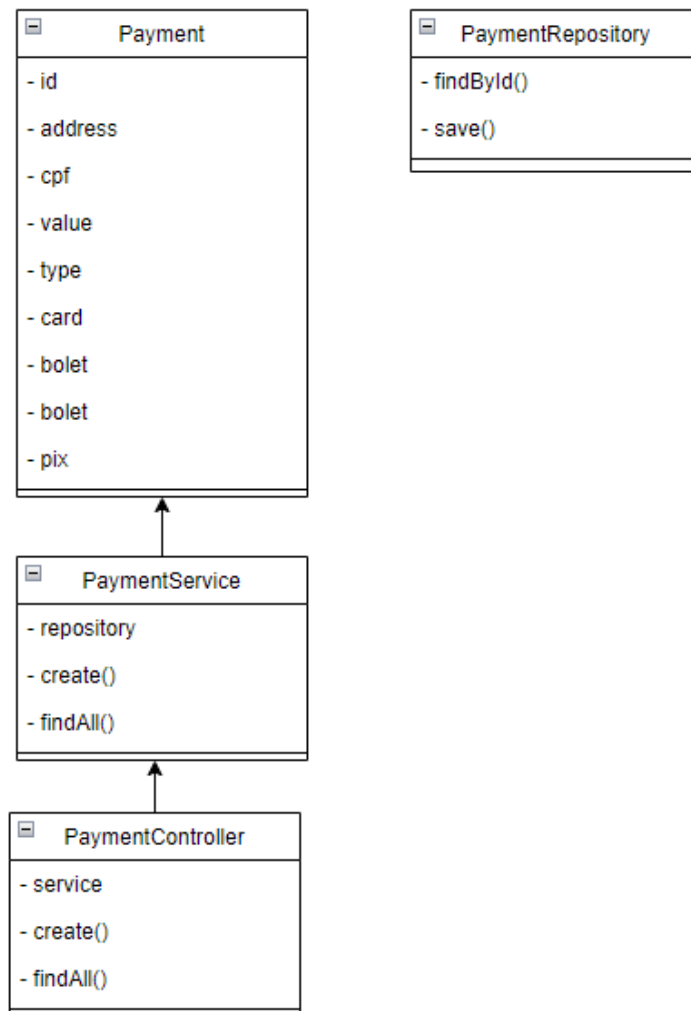 Payment
- id
- address
- cpf
- value
- type
- card
- bolet
- bolet
- pix
PaymentRepository
- findById()
- save()
PaymentService
- repository
- create()
- findAll()
PaymentController
- service
- create()
- findAll()